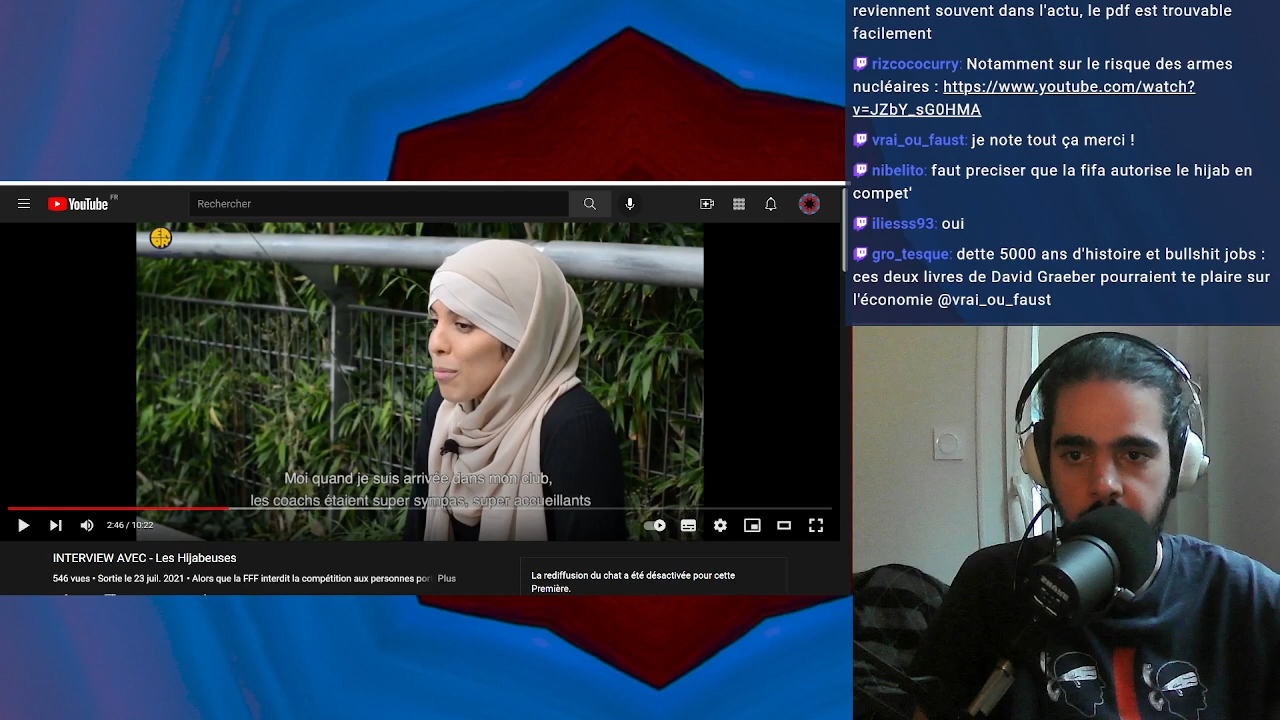 reviennent souvent dans l'actu, le pdf est trouvable
facilement
rizcococurry: Notamment sur le risque des armes
nucléaires : https://www.youtube.com/watch?
v=JZbY_sG0HMA
vrai_ou_faust: je note tout ça merci !
nibelito: faut preciser que la fifa autorise le hijab en
compet'
iliesss93: oui
gro_tesque: dette 5000 ans d'histoire et bullshit jobs :
ces deux livres de David Graeber pourraient te plaire sur
l'économie @vrai_ou_faust
YouTube FR
Rechercher
Moi quand je suis arrivée dans mon club,
les coachs étaient super sympas, super accueillants
2:46 / 10:22
INTERVIEW AVEC - Les Hijabeuses
546 vues • Sortie le 23 juil. 2021 • Alors que la FFF interdit la compétition aux personnes por Plus
La rediffusion du chat a été désactivée pour cette
Première.